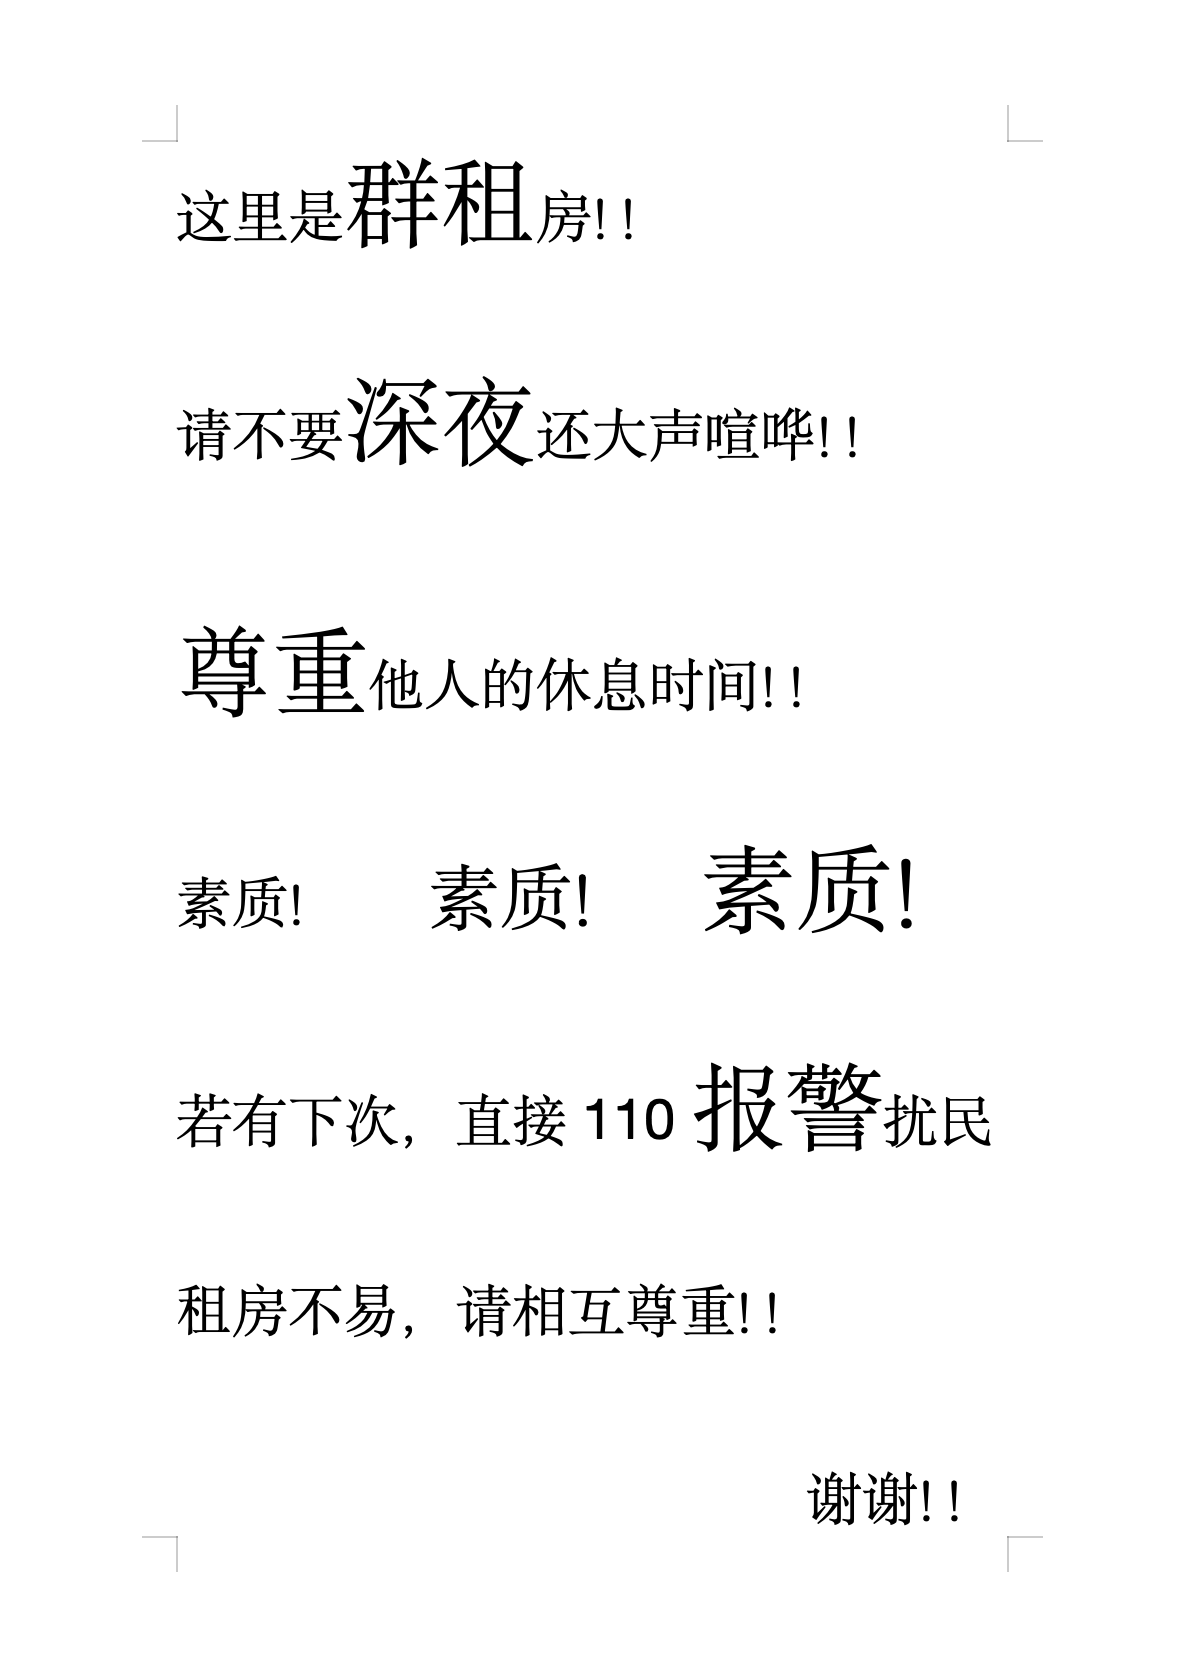 这里是群租房!!
请不要深夜还大声喧哗!!
尊重他人的休息时间!!
素质! 素质! 素质!
若有下次，直接 110 报警扰民
租房不易，请相互尊重!!
谢谢!!